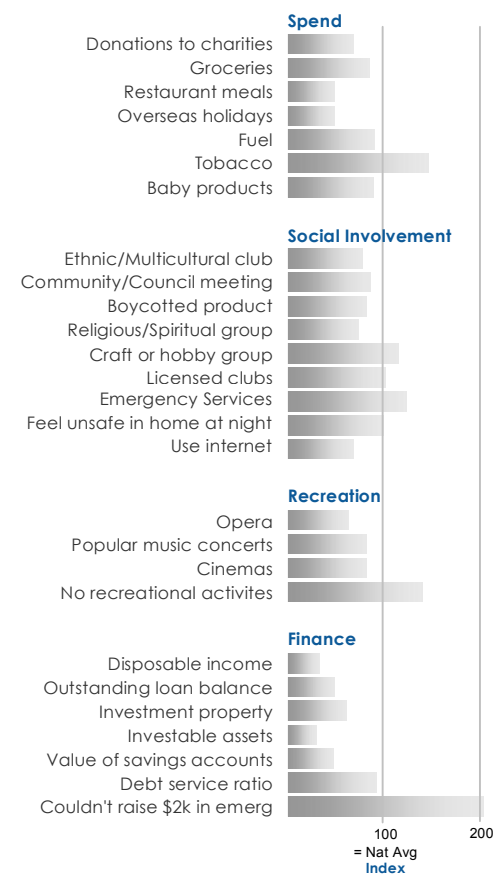 Spend
Donations to charities
Groceries
Restaurant meals
Overseas holidays
Fuel
Tobacco
Baby products
Social Involvement
Ethnic/Multicultural club
Community/Council meeting
Boycotted product
Religious/Spiritual group
Craft or hobby group
Licensed clubs
Emergency Services
Feel unsafe in home at night
Use internet
Recreation
Opera
Popular music concerts
Cinemas
No recreational activites
Finance
Disposable income
Outstanding loan balance
Investment property
Investable assets
Value of savings accounts
Debt service ratio
Couldn't raise $2k in emerg
100 200
= Nat Avg
Index